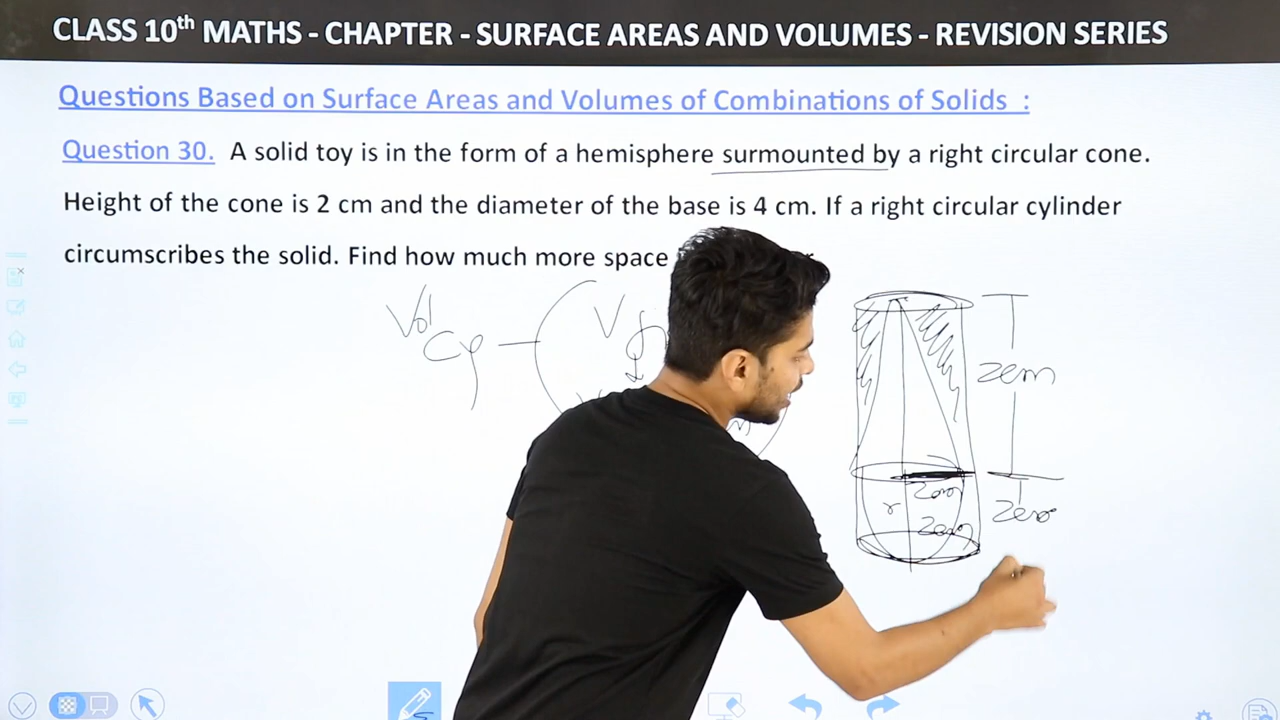 CLASS 10th MATHS - CHAPTER - SURFACE AREAS AND VOLUMES - REVISION SERIES
Questions Based on Surface Areas and Volumes of Combinations of Solids :
Question 30. A solid toy is in the form of a hemisphere surmounted by a right circular cone.
Height of the cone is 2 cm and the diameter of the base is 4 cm. If a right circular cylinder
circumscribes the solid. Find how much more space
Vol
Cy - ( V
2cm
2cm
r
2cm
2cm